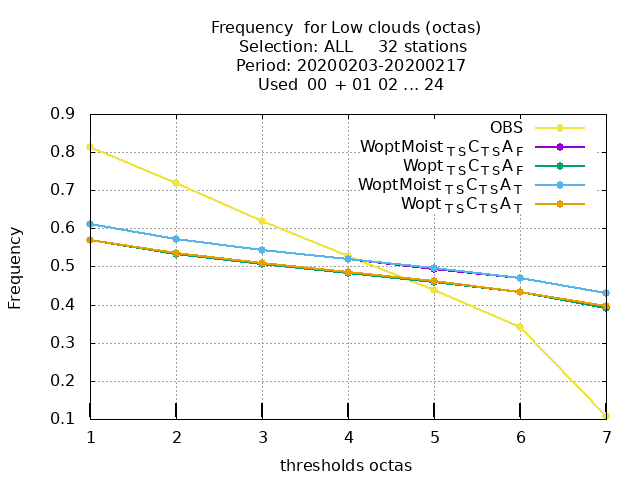 Frequency  for Low clouds (octas)
Selection: ALL     32 stations
Period: 20200203-20200217
Used  00  + 01 02 ... 24
0.9
0.8
0.7
0.6
0.5
0.4
0.3
0.2
0.1
Frequency
OBS
WoptMoist TS C TS A F
Wopt TS C TS A F
WoptMoist TS C TS A T
Wopt TS C TS A T
1 2 3 4 5 6 7
thresholds octas